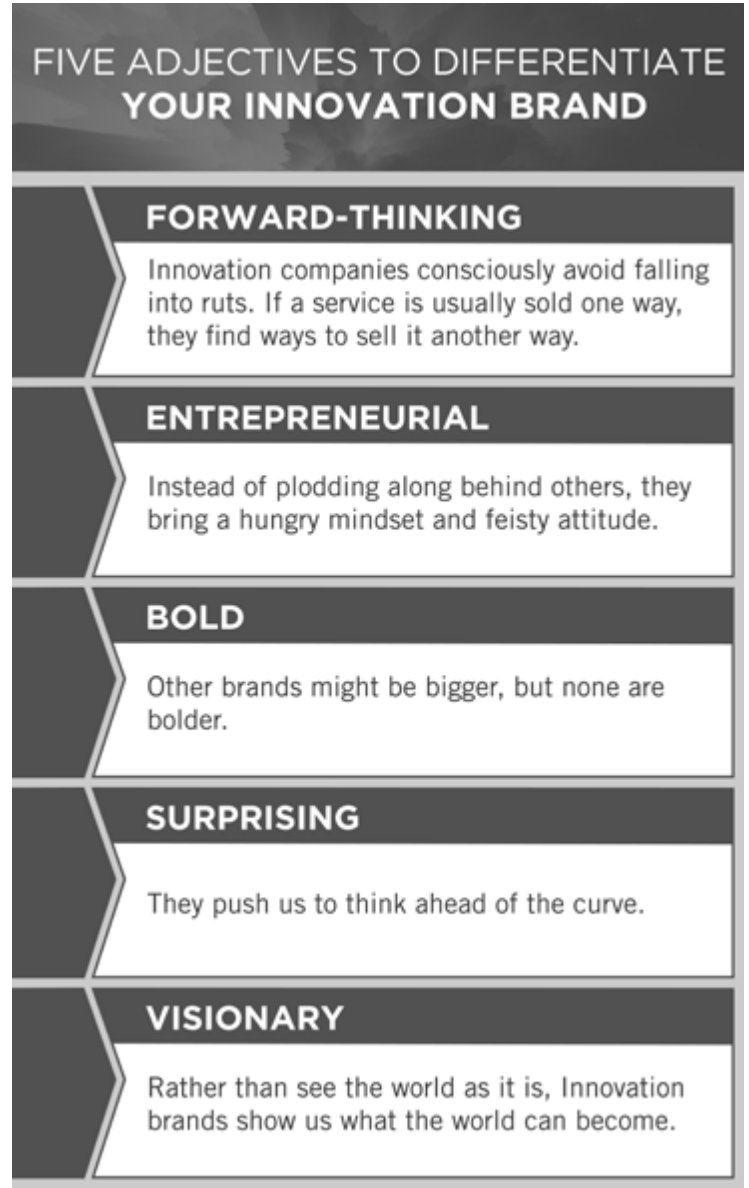 FIVE ADJECTIVES TO DIFFERENTIATE
YOUR INNOVATION BRAND
FORWARD-THINKING
Innovation companies consciously avoid falling
into ruts. If a service is usually sold one way,
they find ways to sell it another way.
ENTREPRENEURIAL
Instead of plodding along behind others, they
bring a hungry mindset and feisty attitude.
BOLD
Other brands might be bigger, but none are
bolder.
SURPRISING
They push us to think ahead of the curve.
VISIONARY
Rather than see the world as it is, Innovation
brands show us what the world can become.